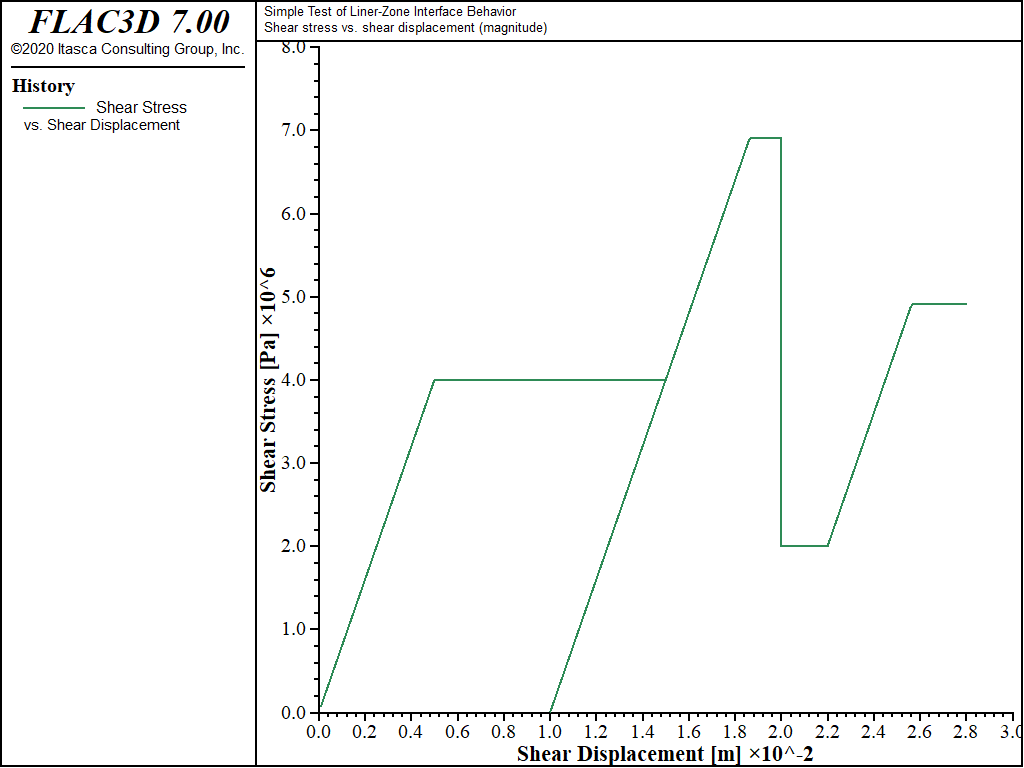 FLAC3D 7.00
©2020 Itasca Consulting Group, Inc.
History
Shear Stress
vs. Shear Displacement
Simple Test of Liner-Zone Interface Behavior
Shear stress vs. shear displacement (magnitude)
8.0
7.0
6.0
5.0
4.0
3.0
2.0
1.0
0.0
Shear Stress [Pa] ×10^6
0.0 0.2 0.4 0.6 0.8 1.0 1.2 1.4 1.6 1.8 2.0 2.2 2.4 2.6 2.8 3.0
Shear Displacement [m] ×10^-2